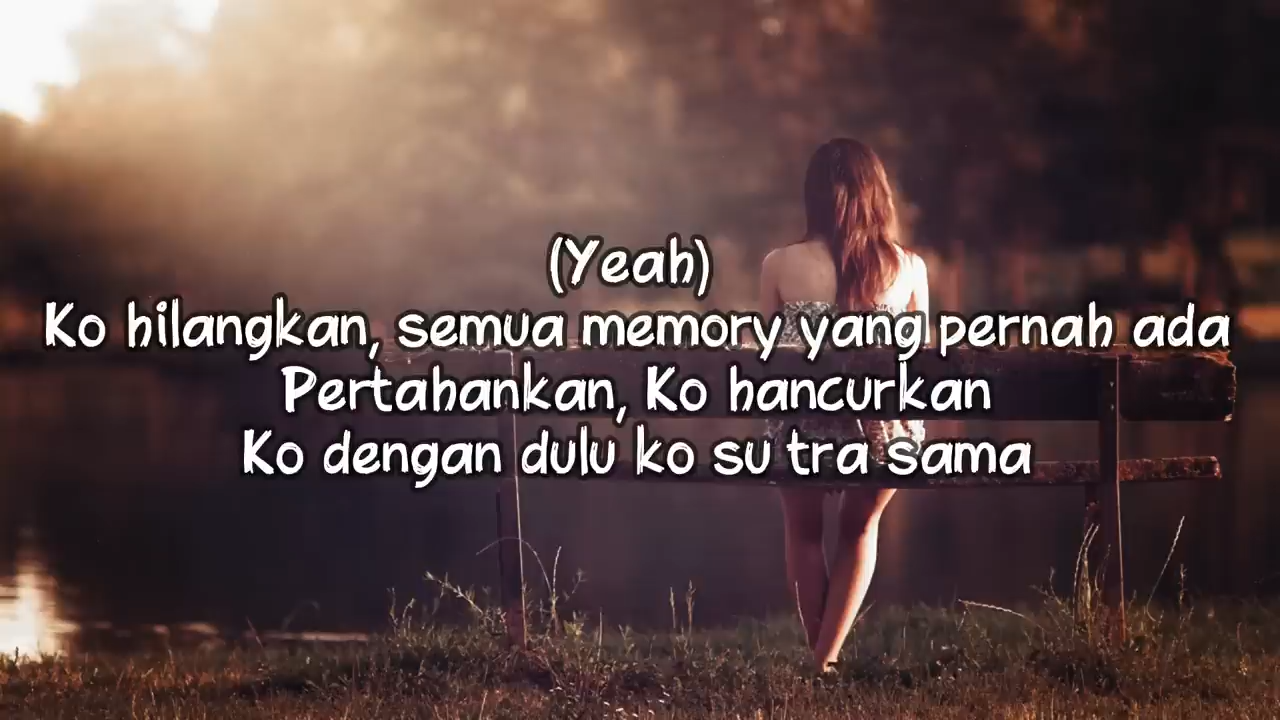 (Yeah)
Ko hilangkan, semua memory yang pernah ada
Pertahankan, Ko hancurkan
Ko dengan dulu ko su tra sama